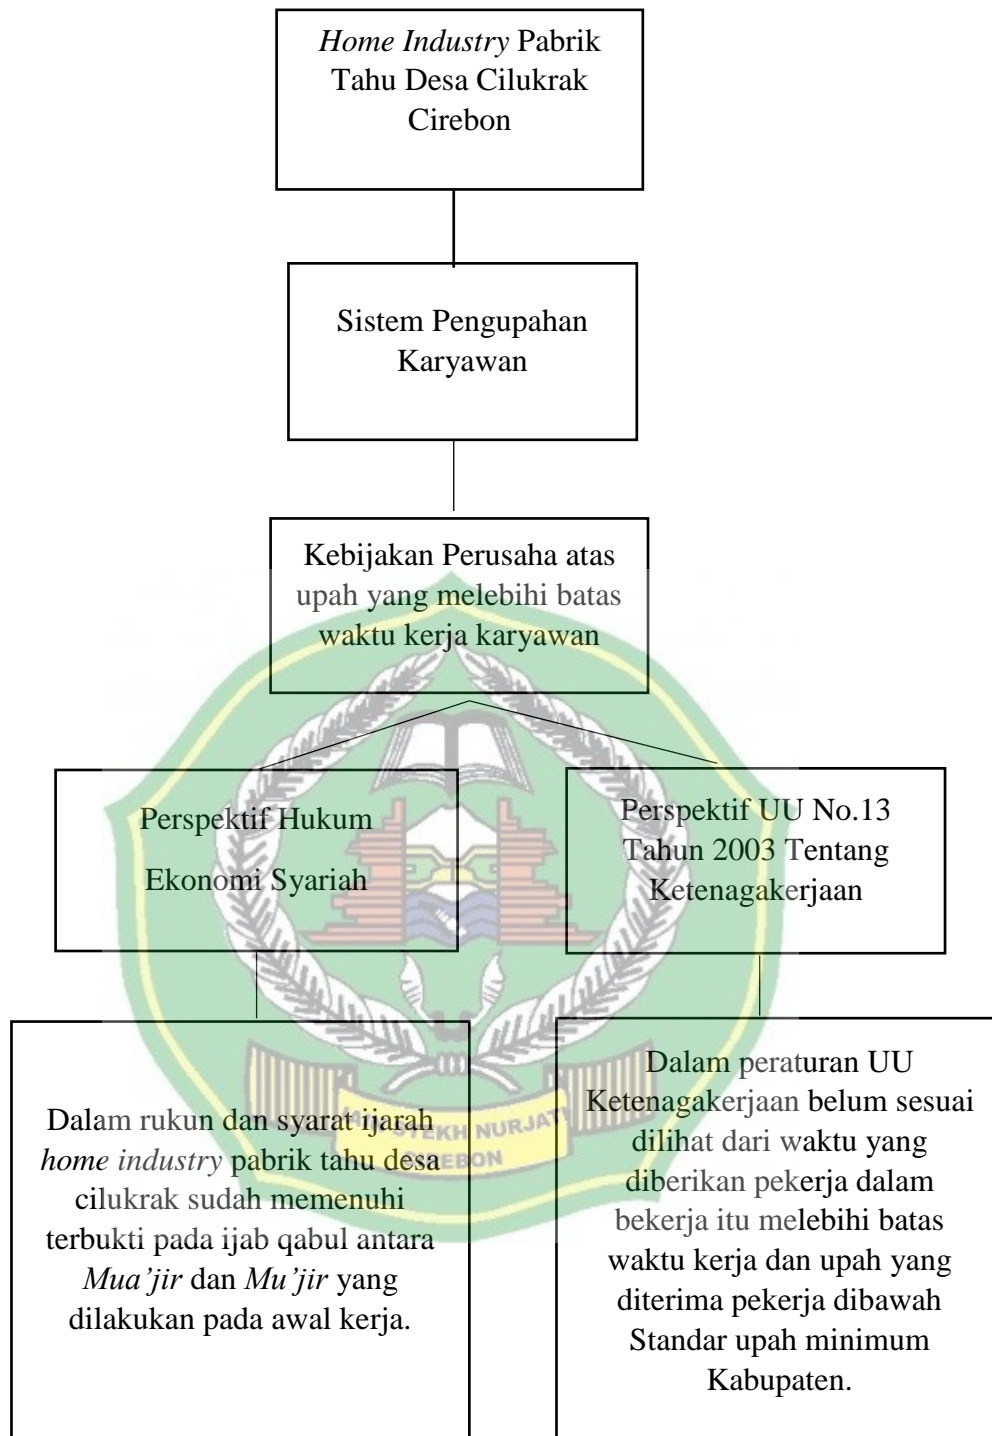 Home Industry Pabrik
Tahu Desa Cilukrak
Cirebon
Sistem Pengupahan
Karyawan
Kebijakan Perusaha atas
upah yang melebihi batas
waktu kerja karyawan
Perspektif Hukum
Ekonomi Syariah
Perspektif UU No.13
Tahun 2003 Tentang
Ketenagakerjaan
Dalam rukun dan syarat ijarah
home industry pabrik tahu desa
cilukrak sudah memenuhi
terbukti pada ijab qabul antara
Mua’jir dan Mu’jir yang
dilakukan pada awal kerja.
Dalam peraturan UU
Ketenagakerjaan belum sesuai
dilihat dari waktu yang
diberikan pekerja dalam
bekerja itu melebihi batas
waktu kerja dan upah yang
diterima pekerja dibawah
Standar upah minimum
Kabupaten.
NURJATI
CIREBON